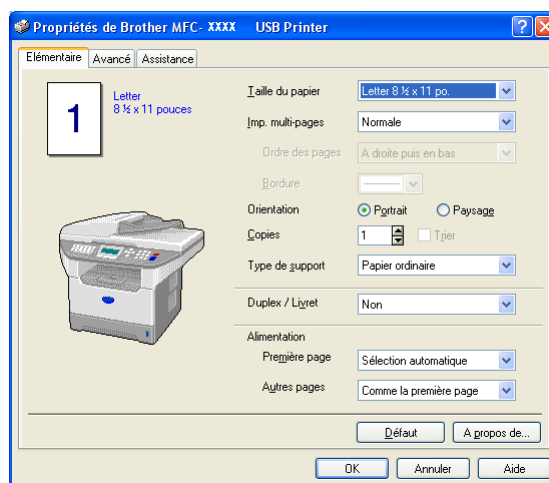 Propriétés de Brother MFC- XXXX USB Printer
Elémentaire Avancé Assistance
1
Letter
8 ½ x 11 pouces
Taille du papier Letter 8 ½ x 11 po.
Imp. multi-pages Normale
Ordre des pages A droite puis en bas
Bordure
Orientation Portrait Paysage
Copies 1 Trier
Type de support Papier ordinaire
Duplex / Livret Non
Alimentation
Première page Sélection automatique
Autres pages Comme la première page
Défaut A propos de...
OK Annuler Aide